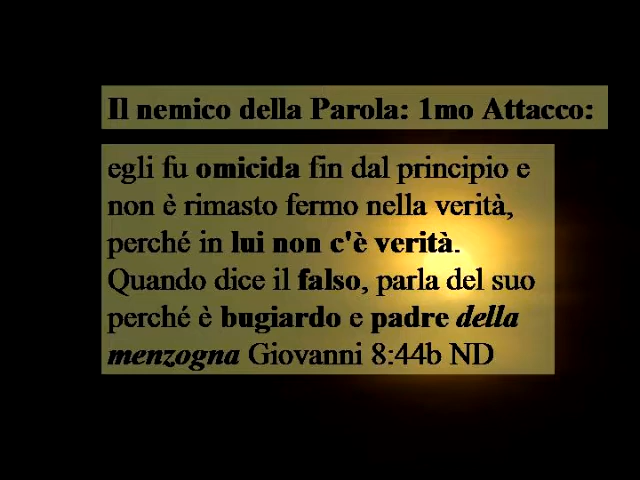 Il nemico della Parola: 1mo Attacco:
egli fu omicida fin dal principio e
non è rimasto fermo nella verità,
perché in lui non c'è verità.
Quando dice il falso, parla del suo
perché è bugiardo e padre della
menzogna Giovanni 8:44b ND